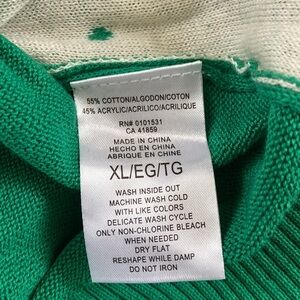 55% COTTON/ALGODON/COTON
45% ACRYLIC/ACRILICO/ACRILIQUE
RN# 0101531
CA 41859
MADE IN CHINA
HECHO EN CHINA
ABRIQUE EN CHINE
XL/EG/TG
WASH INSIDE OUT
MACHINE WASH COLD
WITH LIKE COLORS
DELICATE WASH CYCLE
ONLY NON-CHLORINE BLEACH
WHEN NEEDED
DRY FLAT
RESHAPE WHILE DAMP
DO NOT IRON